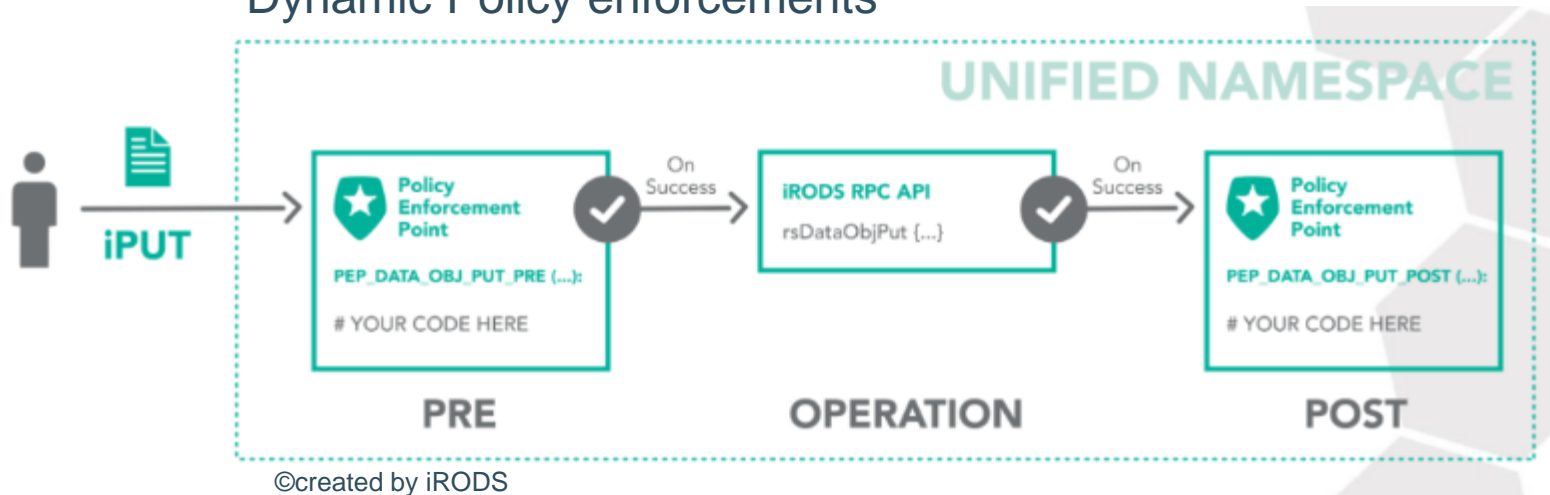 Dynamic Policy enforcements
UNIFIED NAMESPACE
iPUT
Policy
Enforcement
Point
PEP_DATA_OBJ_PUT_PRE (...):
# YOUR CODE HERE
PRE
On
Success
iRODS RPC API
rsDataObjPut {...}
OPERATION
On
Success
Policy
Enforcement
Point
PEP_DATA_OBJ_PUT_POST (...):
# YOUR CODE HERE
POST
©created by iRODS